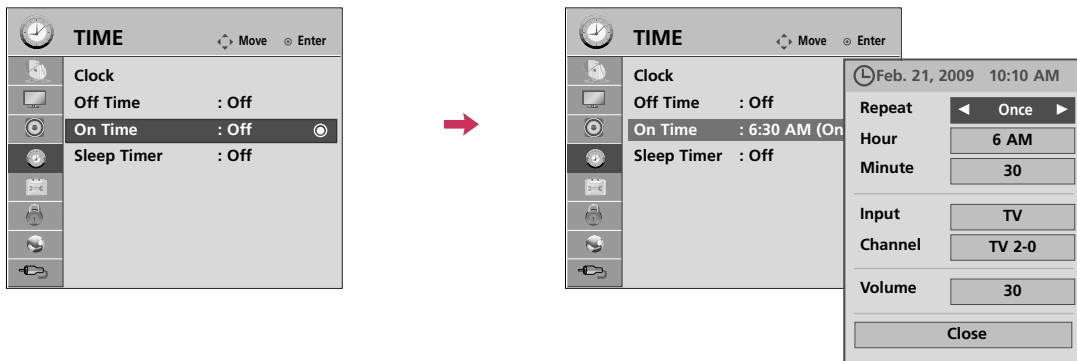 TIME Move Enter
Clock
Off Time : Off
On Time : Off
Sleep Timer : Off
TIME Move Enter
Clock
Off Time : Off
On Time : 6:30 AM (On
Sleep Timer : Off
Feb. 21, 2009 10:10 AM
Repeat ◀ Once ▶
Hour 6 AM
Minute 30
Input TV
Channel TV 2-0
Volume 30
Close